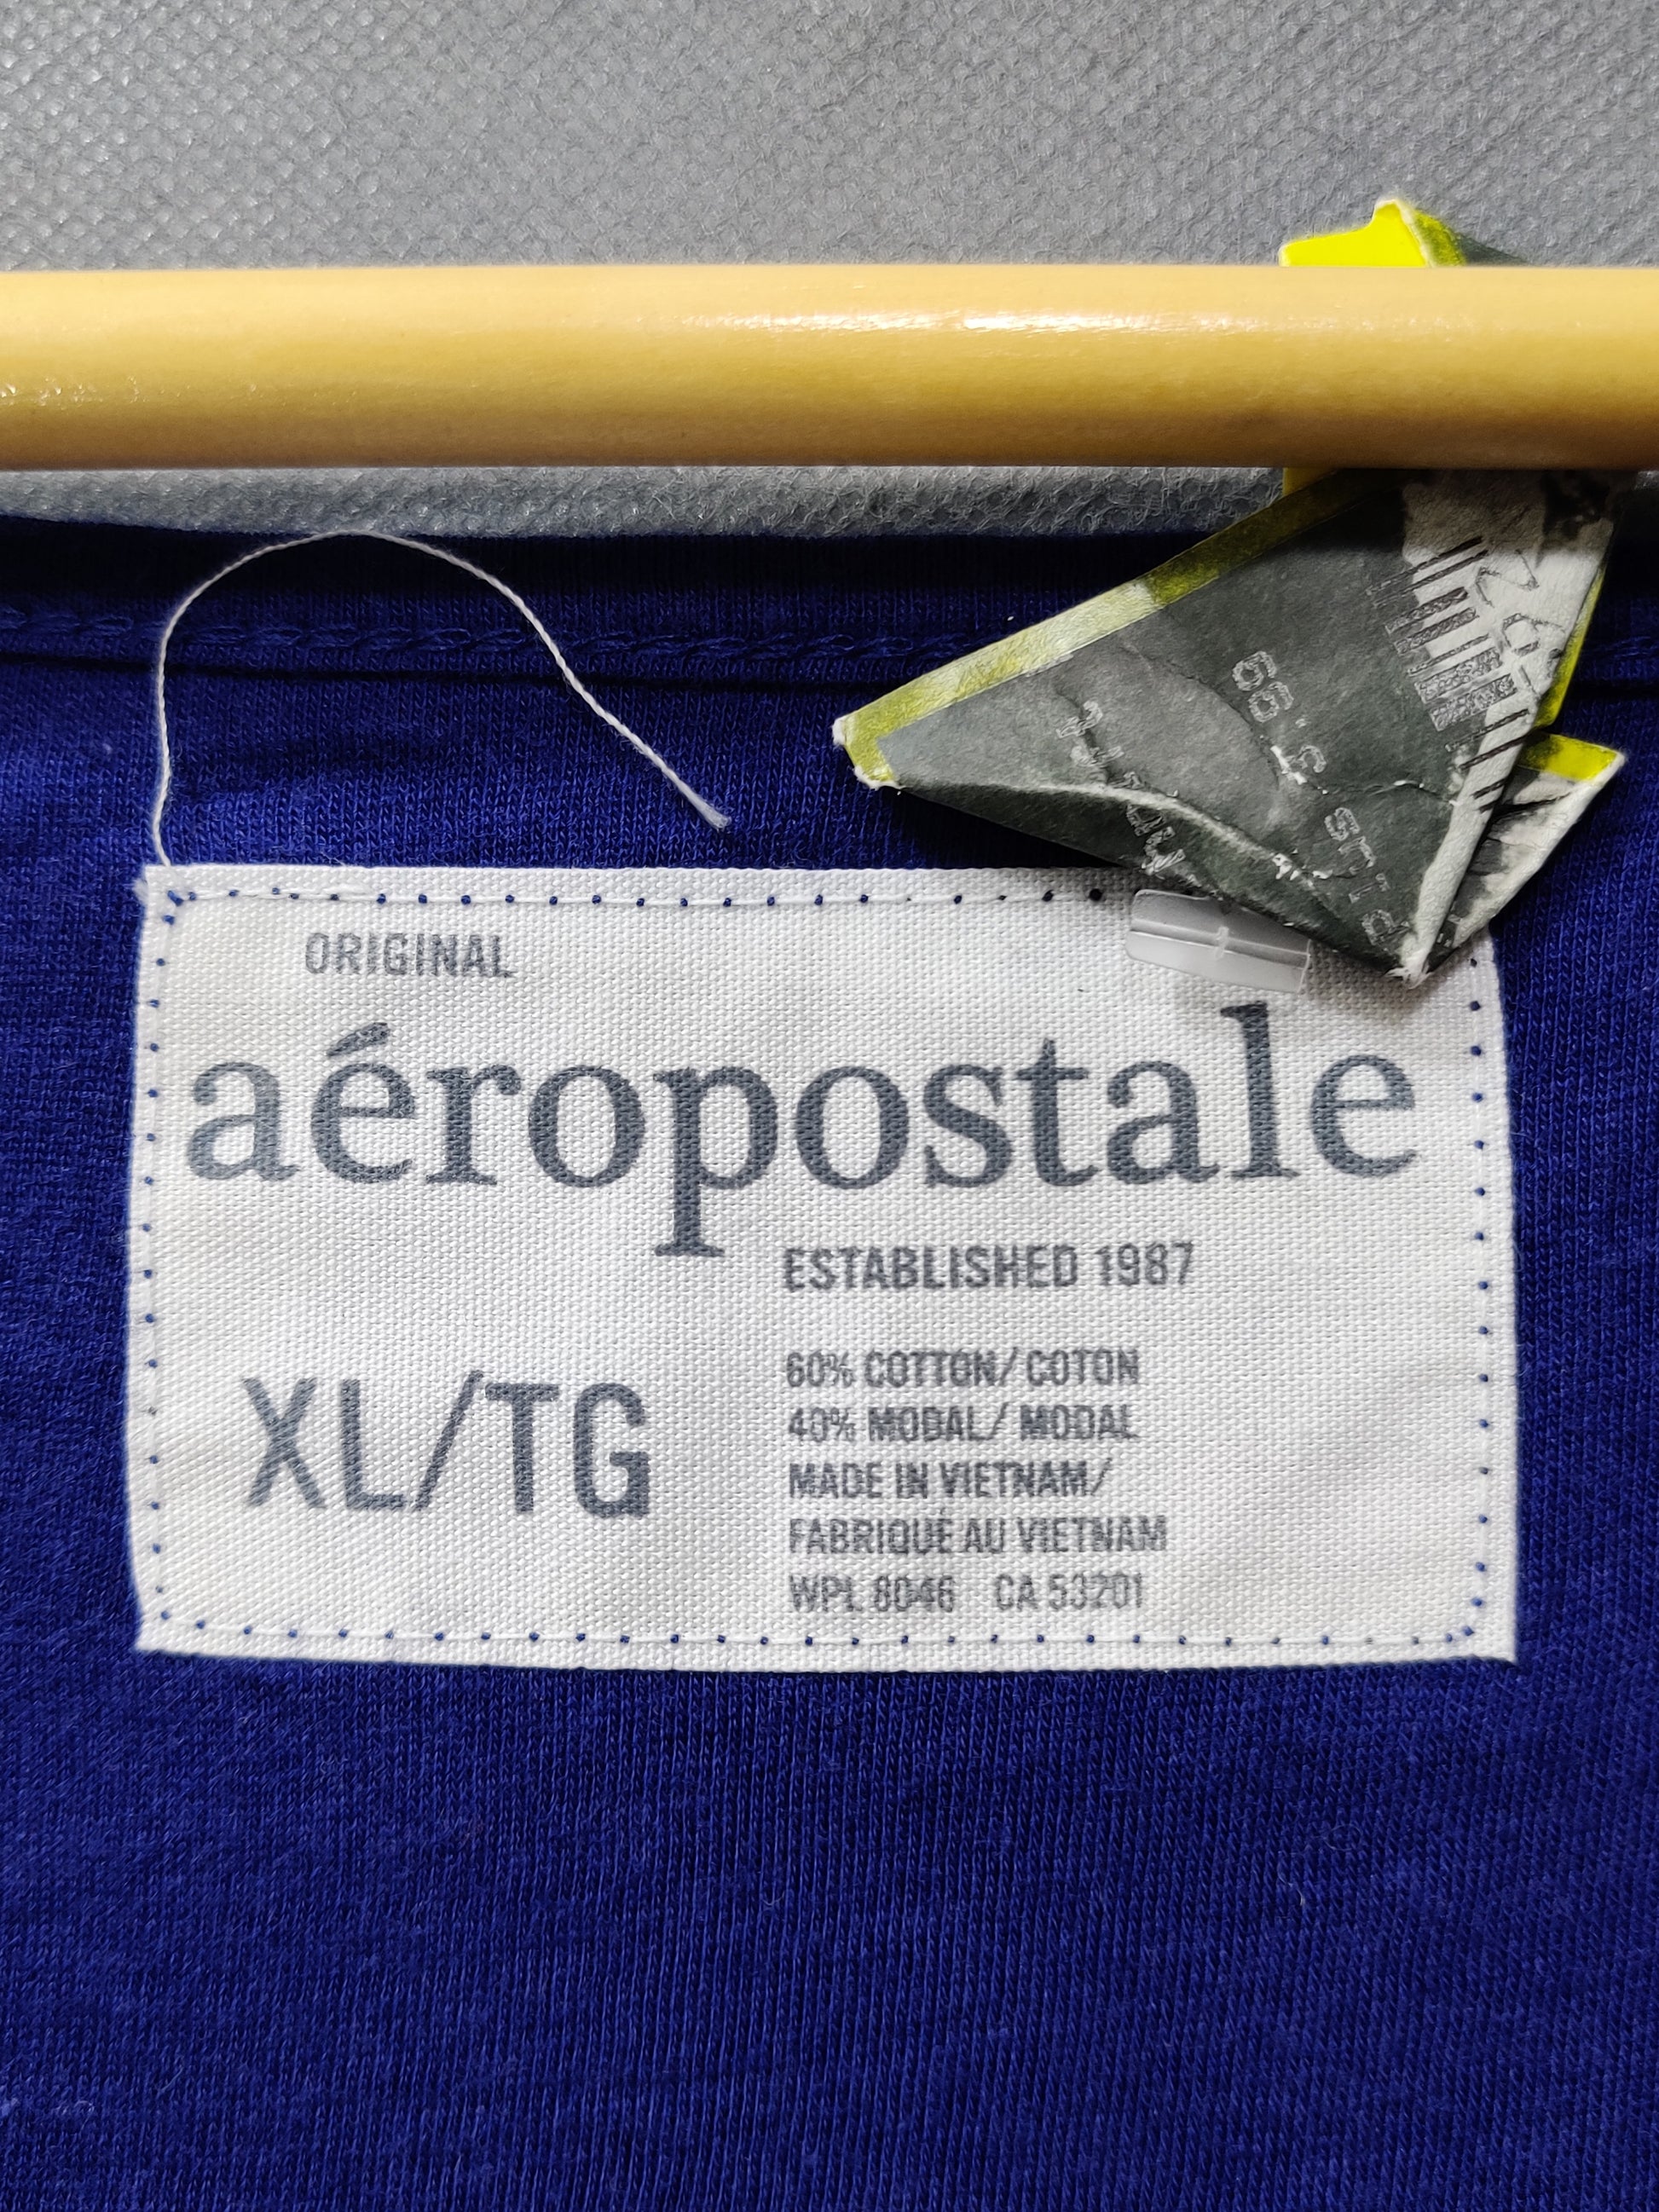 ORIGINAL
aéropostale
ESTABLISHED 1987
XL/TG
60% COTTON/COTON
40% MODAL/MODAL
MADE IN VIETNAM/
FABRIQUÉ AU VIETNAM
WPL 8046 CA 53201